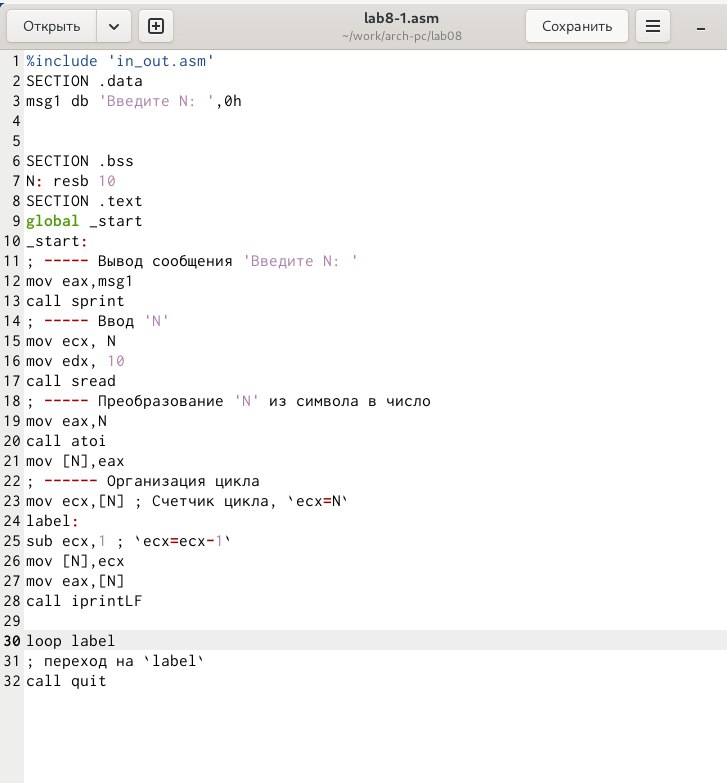 Открыть
lab8-1.asm
~/work/arch-pc/lab08
Сохранить
1 %include 'in_out.asm'
2 SECTION .data
3 msg1 db 'Введите N: ',0h
4
5
6 SECTION .bss
7 N: resb 10
8 SECTION .text
9 global _start
10 _start:
11 ; ----- Вывод сообщения 'Введите N: '
12 mov eax,msg1
13 call sprint
14 ; ----- Ввод 'N'
15 mov ecx, N
16 mov edx, 10
17 call sread
18 ; ----- Преобразование 'N' из символа в число
19 mov eax,N
20 call atoi
21 mov [N],eax
22 ; ------ Организация цикла
23 mov ecx,[N] ; Счетчик цикла, `ecx=N`
24 label:
25 sub ecx,1 ; `ecx=ecx-1`
26 mov [N],ecx
27 mov eax,[N]
28 call iprintLF
29
30 loop label
31 ; переход на `label`
32 call quit